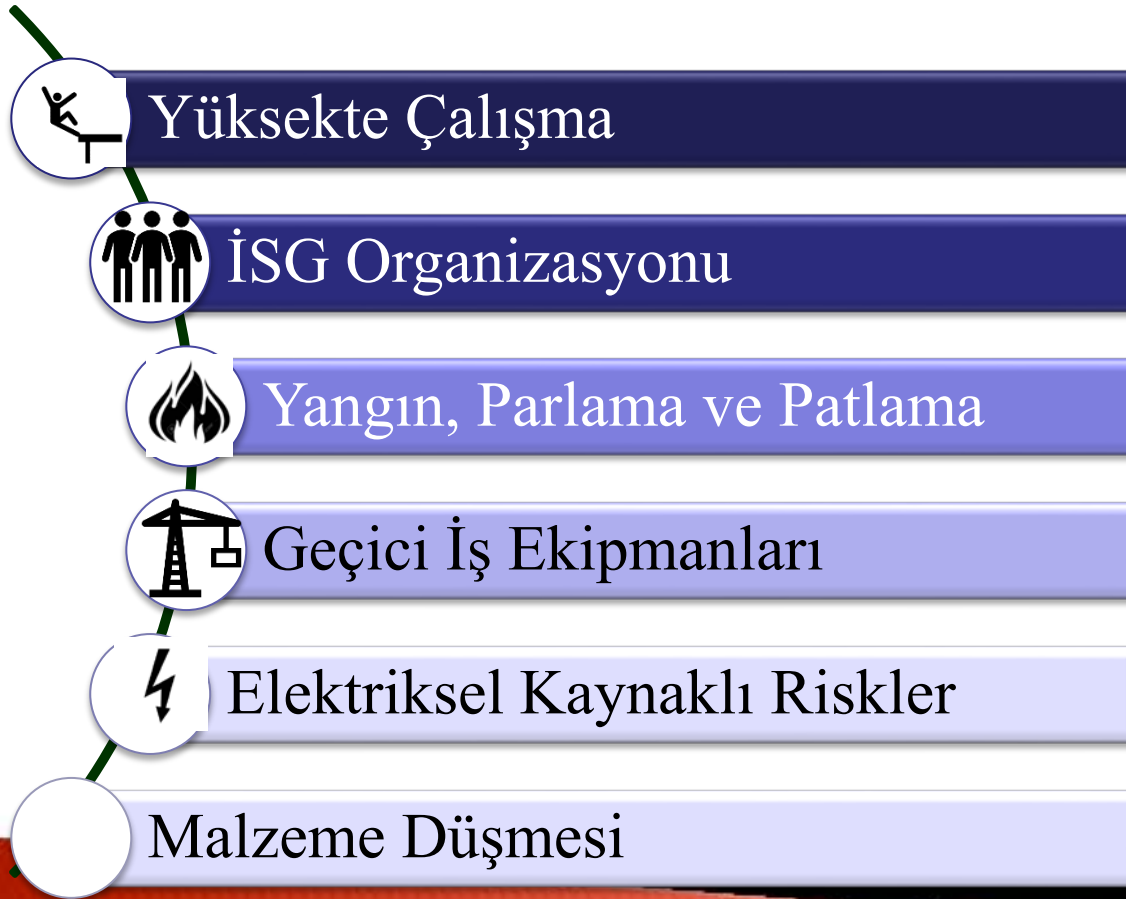 Yüksekte Çalışma
İSG Organizasyonu
Yangın, Parlama ve Patlama
Geçici İş Ekipmanları
Elektriksel Kaynaklı Riskler
Malzeme Düşmesi